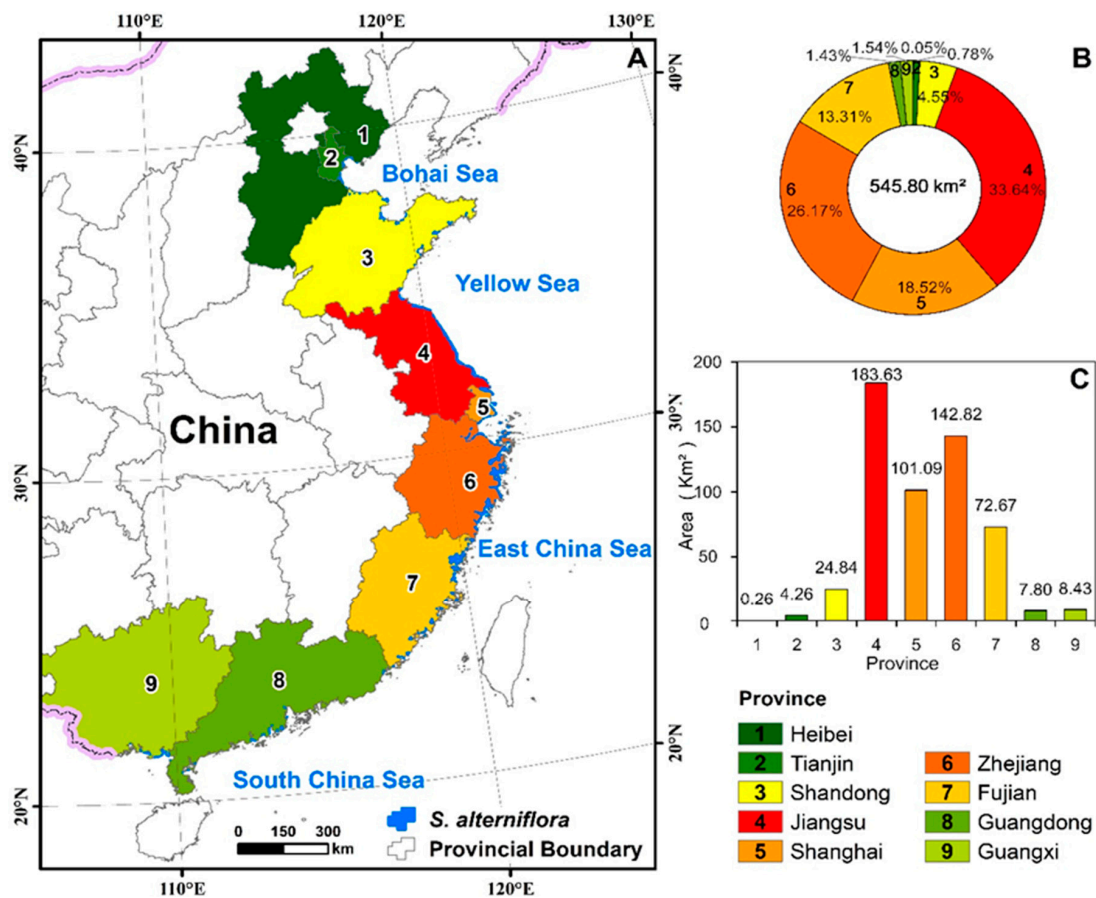 110°E 120°E 130°E
A
40°N
40°N
1
2
Bohai Sea
3
Yellow Sea
4
5
China
30°N
30°N
6
East China Sea
7
9
8
20°N
South China Sea
20°N
0 150 300
km
S. alterniflora
Provincial Boundary
110°E 120°E
B
1.43% 1.54% 0.05% 0.78%
8 9 2 3
4.55%
7
13.31%
4
33.64%
545.80 km²
6
26.17%
18.52%
5
C
Area (Km²)
200
150
100
50
0
0.26 4.26 24.84 183.63 101.09 142.82 72.67 7.80 8.43
1 2 3 4 5 6 7 8 9
Province
Province
1 Heibei
2 Tianjin
3 Shandong
4 Jiangsu
5 Shanghai
6 Zhejiang
7 Fujian
8 Guangdong
9 Guangxi